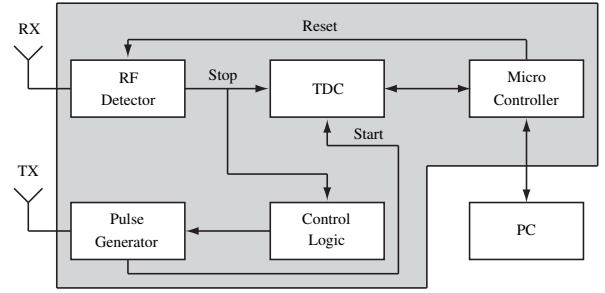 Reset
RX
RF
Detector
Stop
TDC
Micro
Controller
Start
TX
Pulse
Generator
Control
Logic
PC